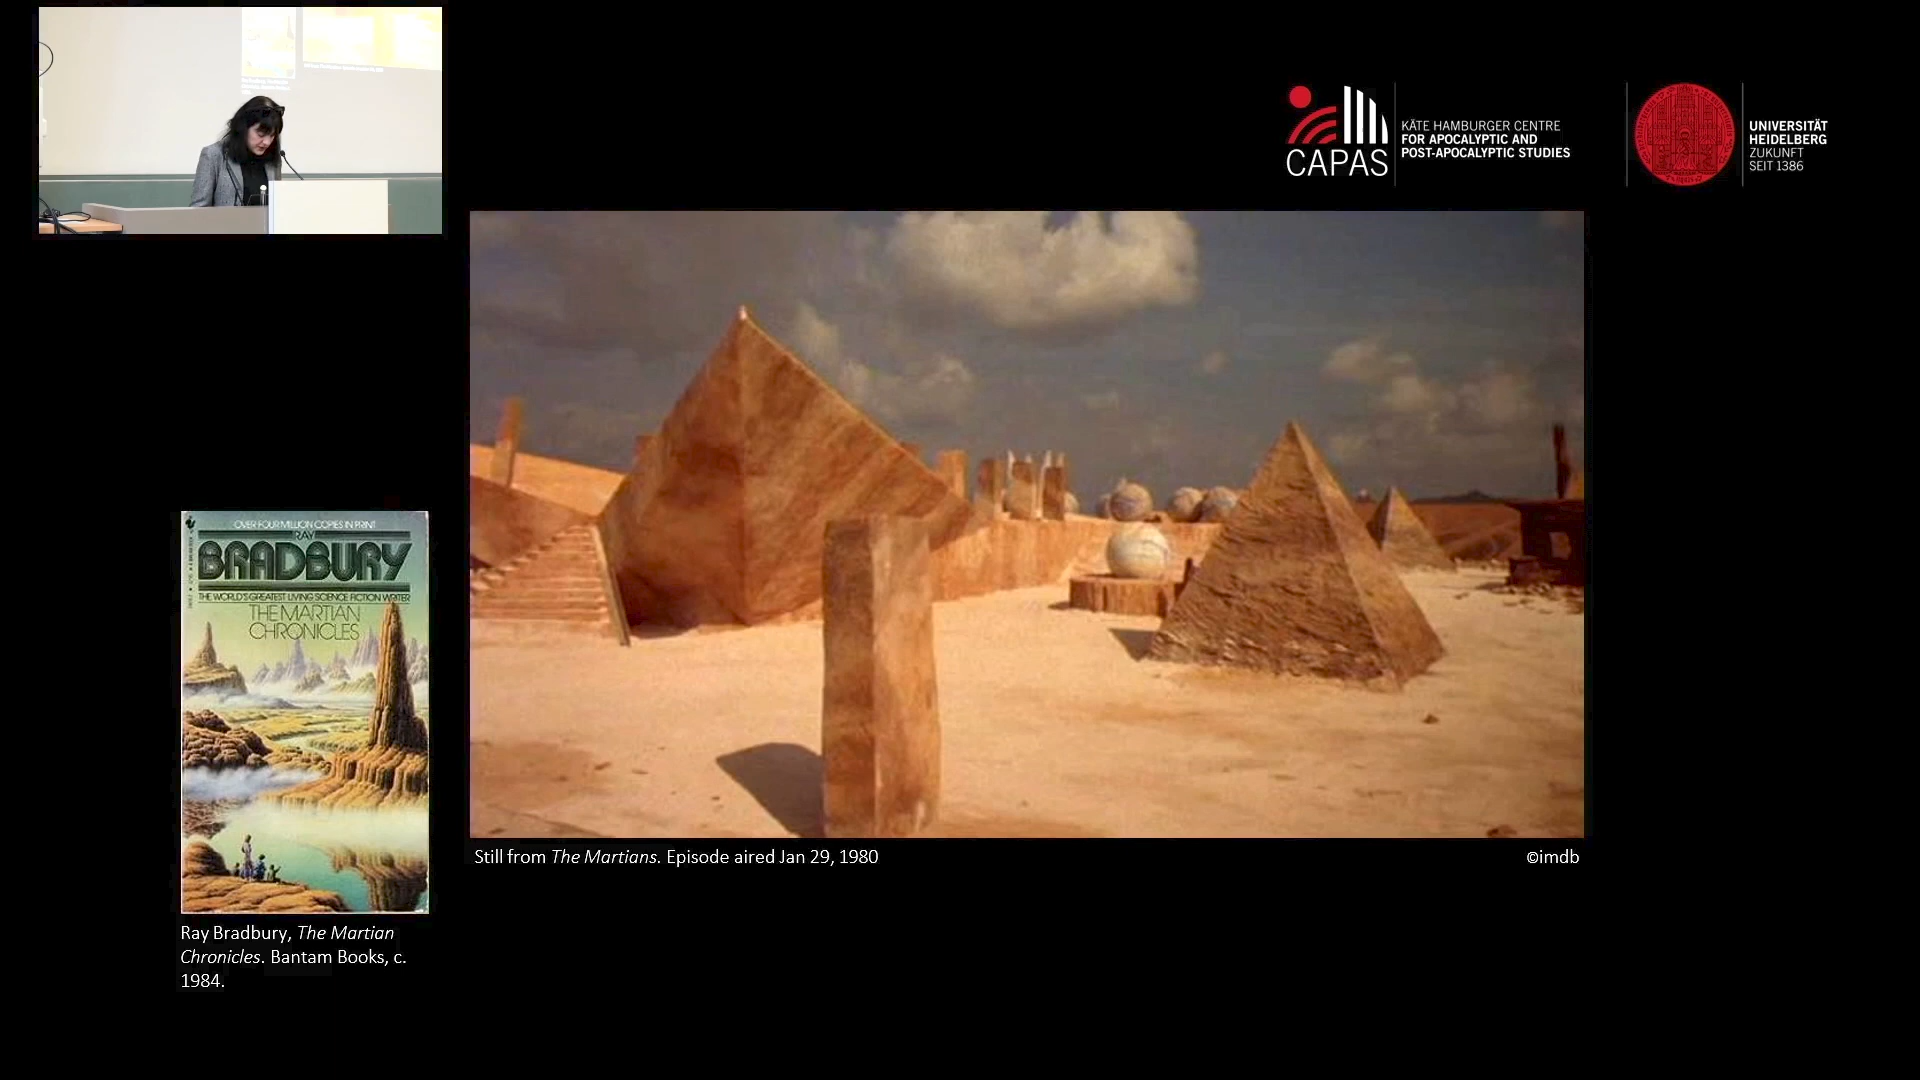 CAPAS
KÄTE HAMBURGER CENTRE
FOR APOCALYPTIC AND
POST-APOCALYPTIC STUDIES
UNIVERSITÄT
HEIDELBERG
ZUKUNFT
SEIT 1386
OVER FOUR MILLION COPIES IN PRINT
RAY
BRADBURY
THE WORLD'S GREATEST LIVING SCIENCE FICTION WRITER
THE MARTIAN
CHRONICLES
Still from The Martians. Episode aired Jan 29, 1980
©imdb
Ray Bradbury, The Martian
Chronicles. Bantam Books, c.
1984.